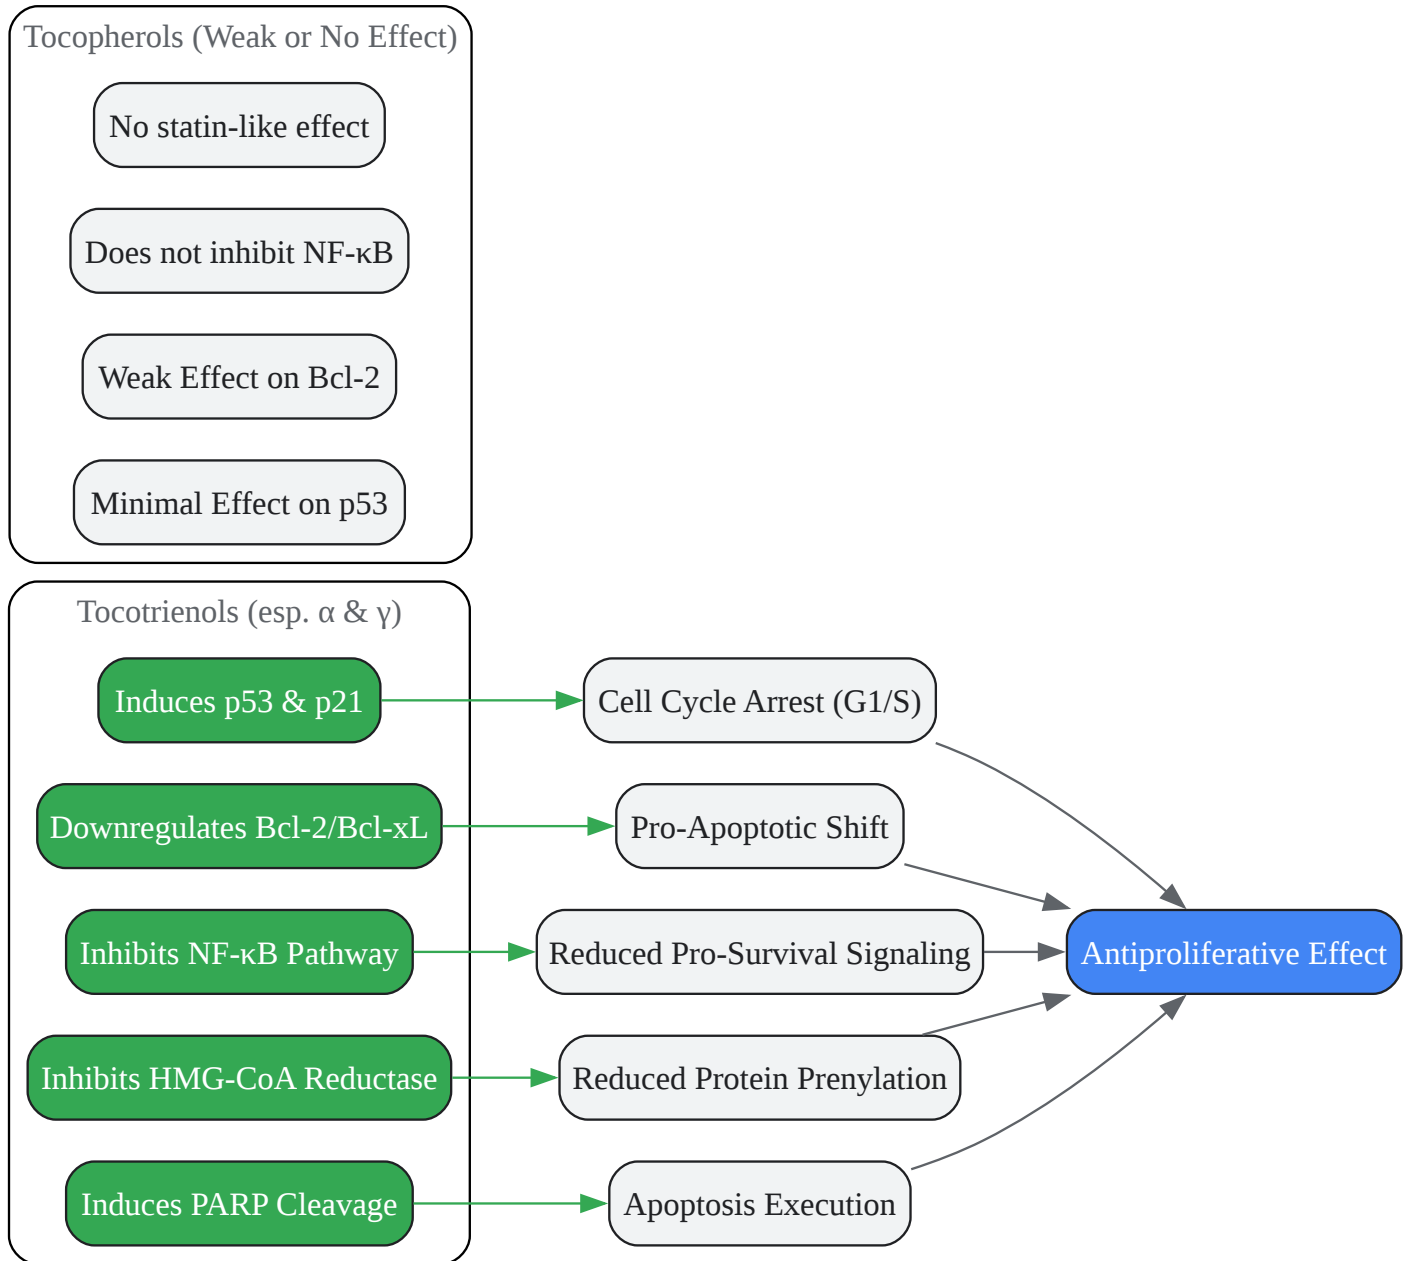 Tocopherols (Weak or No Effect)
No statin-like effect
Does not inhibit NF-κB
Weak Effect on Bcl-2
Minimal Effect on p53
Tocotrienols (esp. α & γ)
Induces p53 & p21
Cell Cycle Arrest (G1/S)
Downregulates Bcl-2/Bcl-xL
Pro-Apoptotic Shift
Inhibits NF-κB Pathway
Reduced Pro-Survival Signaling
Antiproliferative Effect
Inhibits HMG-CoA Reductase
Reduced Protein Prenylation
Induces PARP Cleavage
Apoptosis Execution